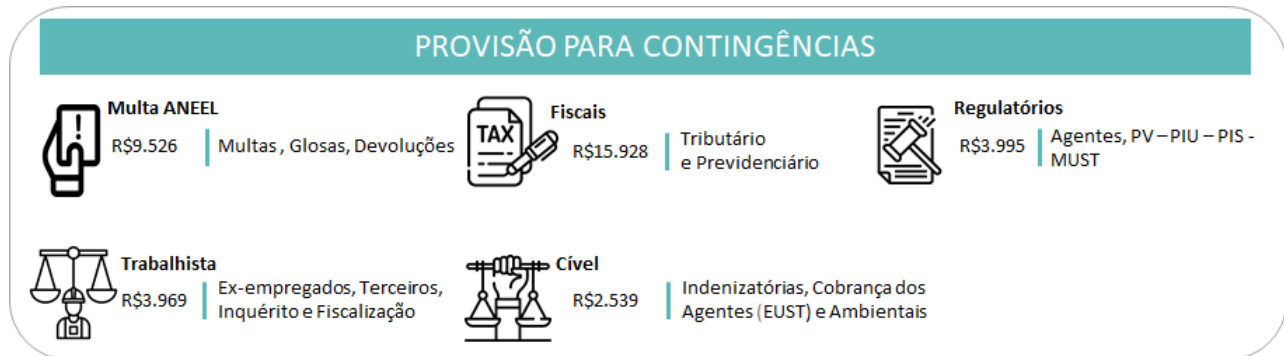 PROVISÃO PARA CONTINGÊNCIAS
Multa ANEEL
R$9.526
Multas , Glosas, Devoluções
TAX
Fiscais
R$15.928
Tributário
e Previdenciário
Regulatórios
R$3.995
Agentes, PV – PIU – PIS -
MUST
Trabalhista
R$3.969
Ex-empregados, Terceiros,
Inquérito e Fiscalização
Cível
R$2.539
Indenizatórias, Cobrança dos
Agentes (EUST) e Ambientais